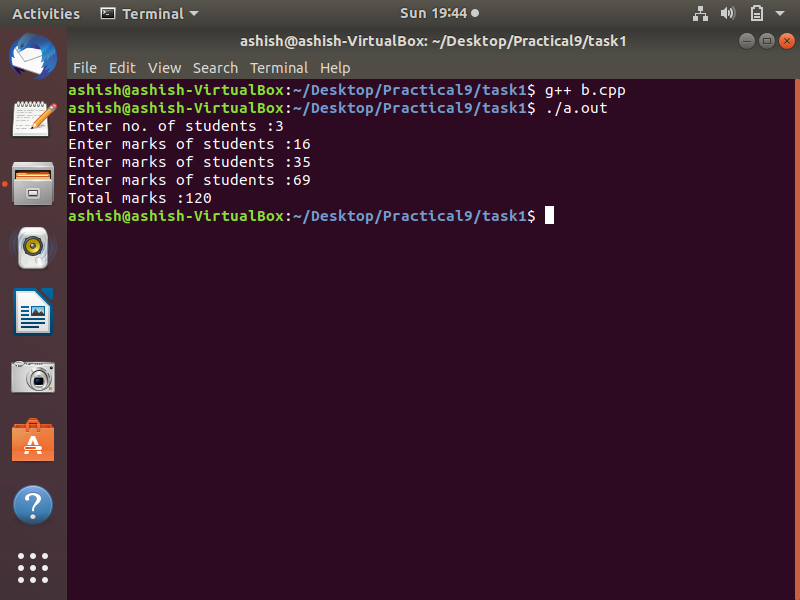 Activities Terminal Sun 19:44
ashish@ashish-VirtualBox: ~/Desktop/Practical9/task1
File Edit View Search Terminal Help
ashish@ashish-VirtualBox:~/Desktop/Practical9/task1$ g++ b.cpp
ashish@ashish-VirtualBox:~/Desktop/Practical9/task1$ ./a.out
Enter no. of students :3
Enter marks of students :16
Enter marks of students :35
Enter marks of students :69
Total marks :120
ashish@ashish-VirtualBox:~/Desktop/Practical9/task1$